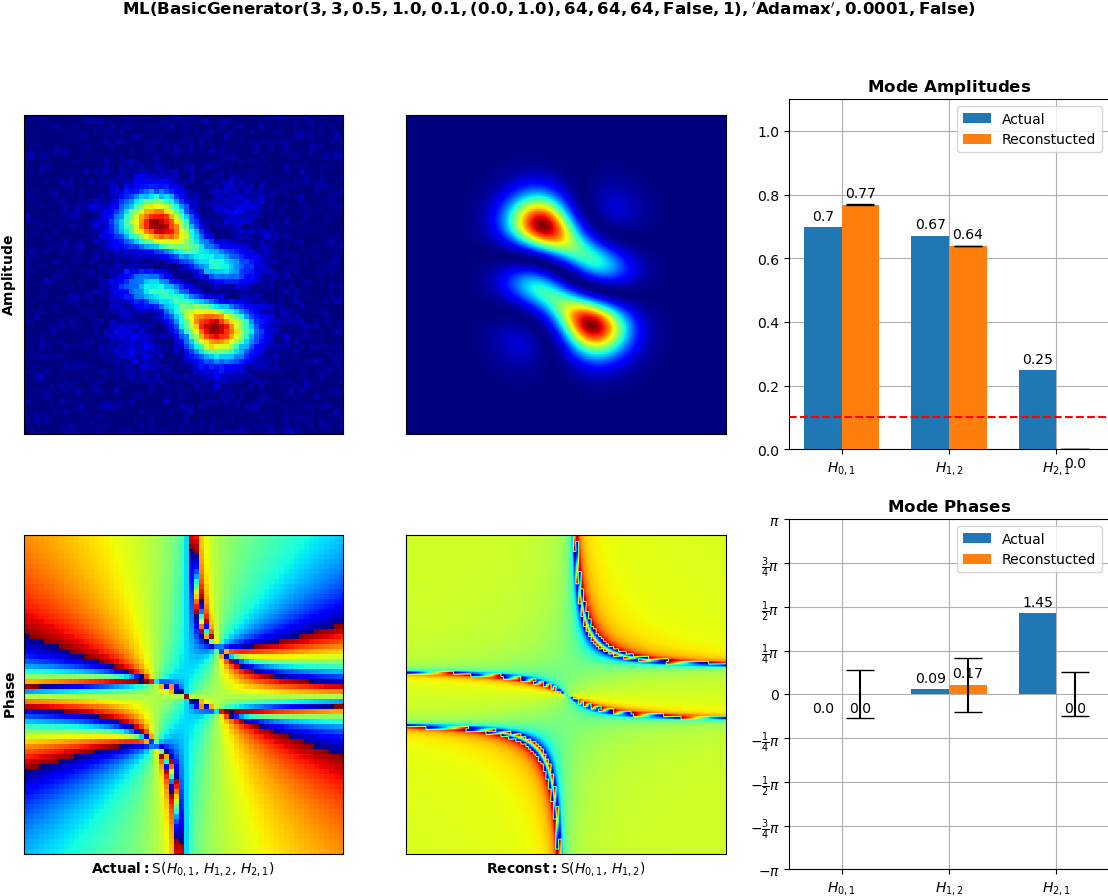 ML(BasicGenerator(3, 3, 0.5, 1.0, 0.1, (0.0, 1.0), 64, 64, 64, False, 1), ′Adamax′, 0.0001, False)
Amplitude
Mode Amplitudes
Actual
Reconstucted
1.0
0.8
0.6
0.4
0.2
0.0
0.7
0.77
0.67
0.64
0.25
0.0
H0,1
H1,2
H2,1
Phase
Actual: S(H0,1, H1,2, H2,1)
Reconst: S(H0,1, H1,2)
Mode Phases
Actual
Reconstucted
π
3/4π
1/2π
1/4π
0
−1/4π
−1/2π
−3/4π
−π
0.0
0.0
0.09
0.17
1.45
0.0
H0,1
H1,2
H2,1